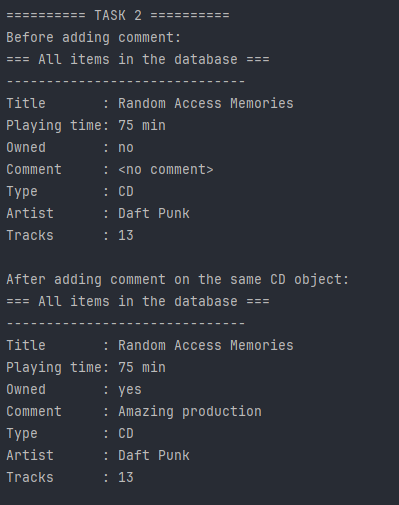 ========== TASK 2 ==========
Before adding comment:
=== All items in the database ===
------------------------------
Title       : Random Access Memories
Playing time: 75 min
Owned       : no
Comment     : <no comment>
Type        : CD
Artist      : Daft Punk
Tracks      : 13

After adding comment on the same CD object:
=== All items in the database ===
------------------------------
Title       : Random Access Memories
Playing time: 75 min
Owned       : yes
Comment     : Amazing production
Type        : CD
Artist      : Daft Punk
Tracks      : 13